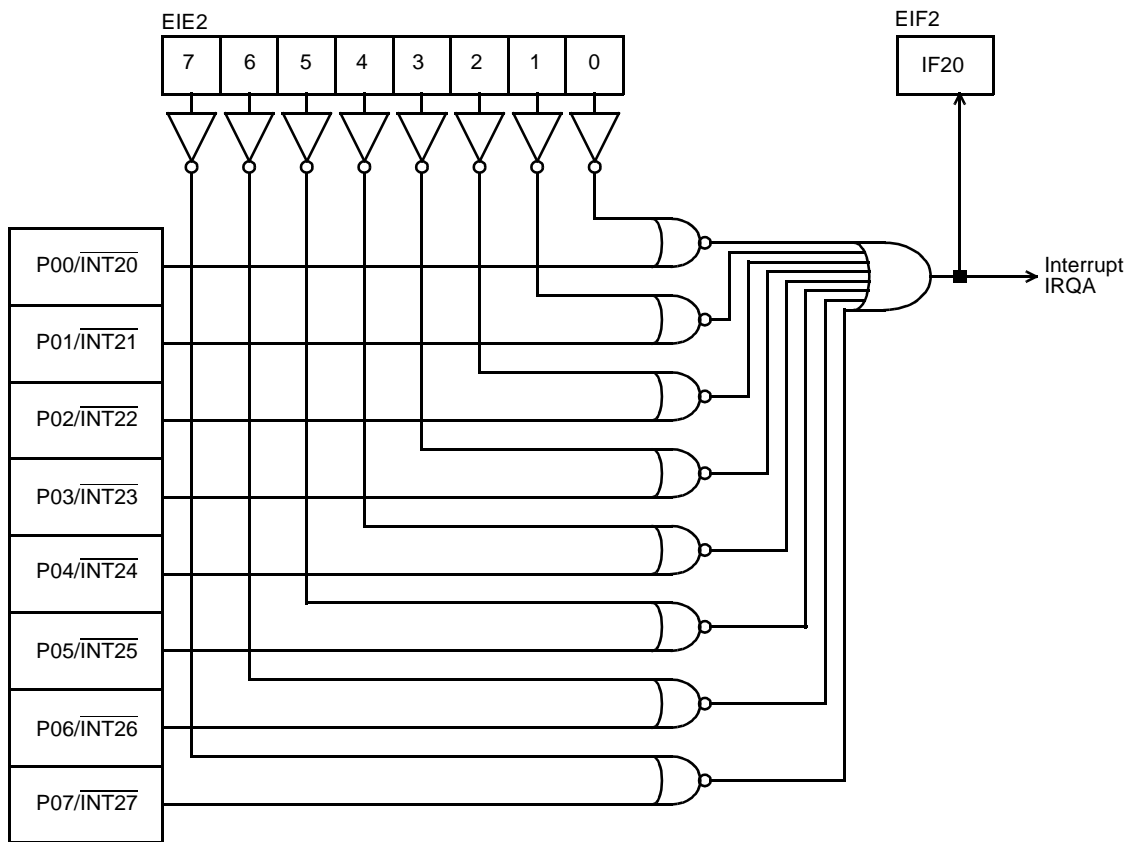 EIE2
EIF2
7 6 5 4 3 2 1 0
IF20
P00/INT20
Interrupt
IRQA
P01/INT21
P02/INT22
P03/INT23
P04/INT24
P05/INT25
P06/INT26
P07/INT27